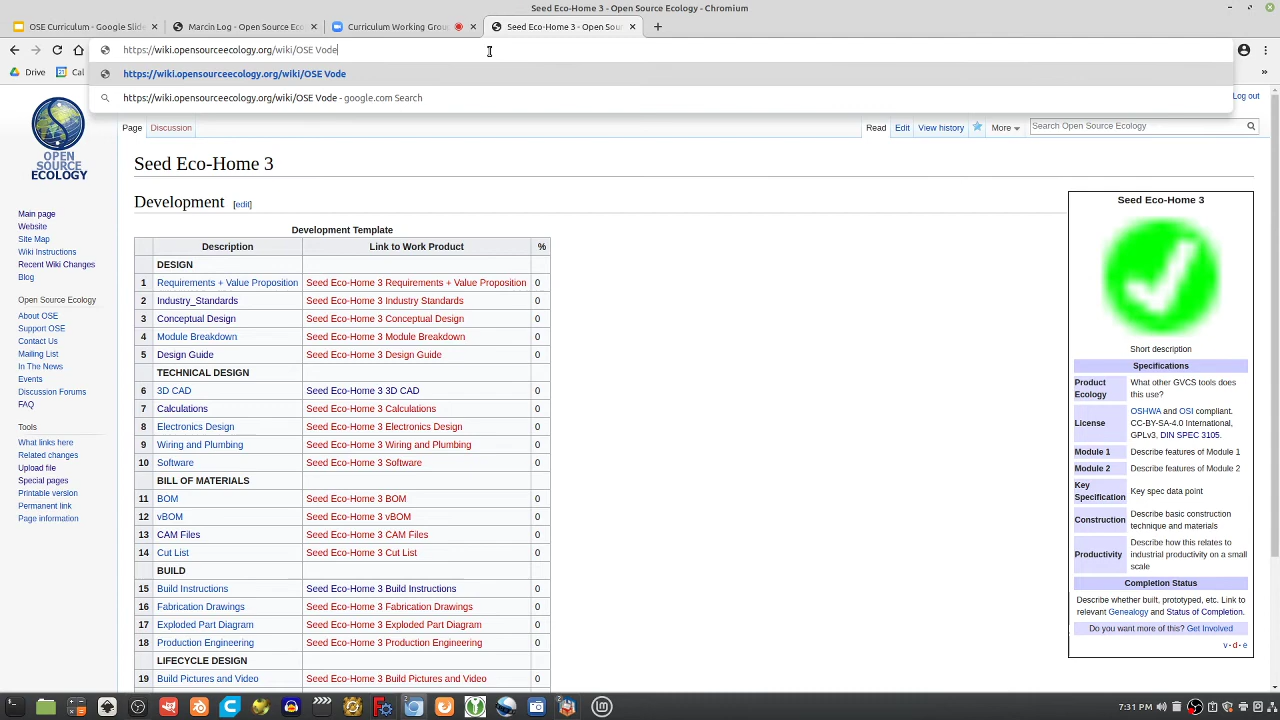 Seed Eco-Home 3 - Open Source Ecology - Chromium
OSE Curriculum - Google Slide
Marcin Log - Open Source Eco
Curriculum Working Grou
Seed Eco-Home 3 - Open Sour
https://wiki.opensourceecology.org/wiki/OSE Vode
Drive
Cal
https://wiki.opensourceecology.org/wiki/OSE Vode
https://wiki.opensourceecology.org/wiki/OSE Vode - google.com Search
Log out
OPEN
SOURCE
ECOLOGY
Page Discussion
Read Edit View history More
Search Open Source Ecology
Main page
Website
Site Map
Wiki Instructions
Recent Wiki Changes
Blog
Open Source Ecology
About OSE
Support OSE
Contact Us
Mailing List
In The News
Events
Discussion Forums
FAQ
Tools
What links here
Related changes
Upload file
Special pages
Printable version
Permanent link
Page information
Seed Eco-Home 3
Development [edit]
Development Template
Description Link to Work Product %
DESIGN
1 Requirements + Value Proposition Seed Eco-Home 3 Requirements + Value Proposition 0
2 Industry_Standards Seed Eco-Home 3 Industry Standards 0
3 Conceptual Design Seed Eco-Home 3 Conceptual Design 0
4 Module Breakdown Seed Eco-Home 3 Module Breakdown 0
5 Design Guide Seed Eco-Home 3 Design Guide 0
TECHNICAL DESIGN
6 3D CAD Seed Eco-Home 3 3D CAD 0
7 Calculations Seed Eco-Home 3 Calculations 0
8 Electronics Design Seed Eco-Home 3 Electronics Design 0
9 Wiring and Plumbing Seed Eco-Home 3 Wiring and Plumbing 0
10 Software Seed Eco-Home 3 Software 0
BILL OF MATERIALS
11 BOM Seed Eco-Home 3 BOM 0
12 vBOM Seed Eco-Home 3 vBOM 0
13 CAM Files Seed Eco-Home 3 CAM Files 0
14 Cut List Seed Eco-Home 3 Cut List 0
BUILD
15 Build Instructions Seed Eco-Home 3 Build Instructions 0
16 Fabrication Drawings Seed Eco-Home 3 Fabrication Drawings 0
17 Exploded Part Diagram Seed Eco-Home 3 Exploded Part Diagram 0
18 Production Engineering Seed Eco-Home 3 Production Engineering 0
LIFECYCLE DESIGN
19 Build Pictures and Video Seed Eco-Home 3 Build Pictures and Video 0
Seed Eco-Home 3
Short description
Specifications
Product Ecology What other GVCS tools does
this use?
License OSHWA and OSI compliant.
CC-BY-SA-4.0 International,
GPLv3, DIN SPEC 3105.
Module 1 Describe features of Module 1
Module 2 Describe features of Module 2
Key Specification Key spec data point
Construction Describe basic construction
technique and materials
Productivity Describe how this relates to
industrial productivity on a small
scale
Completion Status
Describe whether built, prototyped, etc. Link to
relevant Genealogy and Status of Completion.
Do you want more of this? Get Involved
v·d·e
7:31 PM